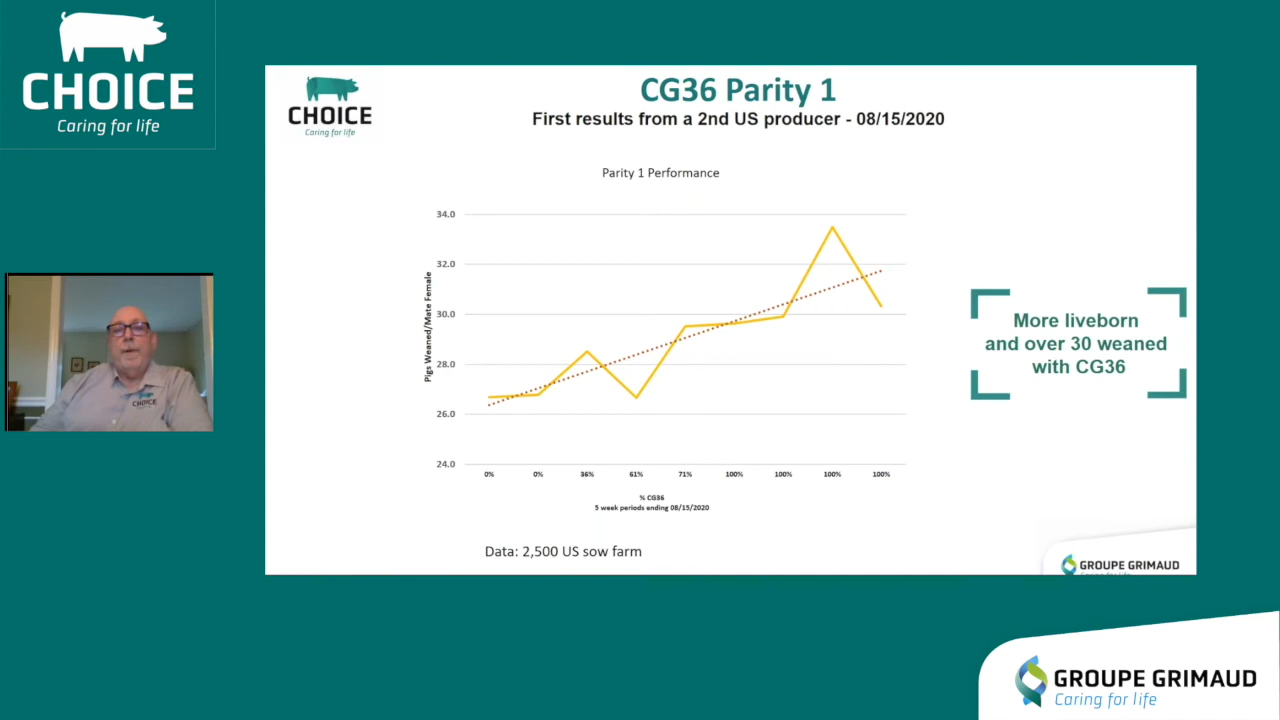 CHOICE
Caring for life
CHOICE
Caring for life
CG36 Parity 1
First results from a 2nd US producer - 08/15/2020
Parity 1 Performance
34.0
32.0
30.0
28.0
26.0
24.0
Pigs Weaned/Mate Female
0%
0%
36%
61%
71%
100%
100%
100%
100%
% CG36
5 week periods ending 08/15/2020
More liveborn
and over 30 weaned
with CG36
Data: 2,500 US sow farm
CHOICE
GROUPE GRIMAUD
GROUPE GRIMAUD
Caring for life